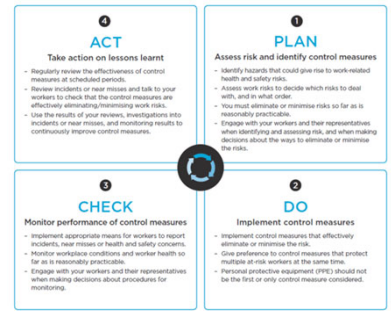 4
ACT
Take action on lessons learnt
– Regularly review the effectiveness of control
measures at scheduled periods.
– Review incidents or near misses and talk to your
workers to check that the control measures are
effectively eliminating/minimising work risks.
– Use the results of your reviews, investigations into
incidents or near misses, and monitoring results to
continuously improve control measures.
1
PLAN
Assess risk and identify control measures
– Identify hazards that could give rise to work-related
health and safety risks.
– Assess work risks to decide which risks to deal
with, and in what order.
– You must eliminate or minimise risks so far as is
reasonably practicable.
– Engage with your workers and their representatives
when identifying and assessing risk, and when making
decisions about the ways to eliminate or minimise
the risks.
3
CHECK
Monitor performance of control measures
– Implement appropriate means for workers to report
incidents, near misses or health and safety concerns.
– Monitor workplace conditions and worker health so
far as is reasonably practicable.
– Engage with your workers and their representatives
when making decisions about procedures for
monitoring.
2
DO
Implement control measures
– Implement control measures that effectively
eliminate or minimise the risk.
– Give preference to control measures that protect
multiple at-risk workers at the same time.
– Personal protective equipment (PPE) should not
be the first or only control measure considered.